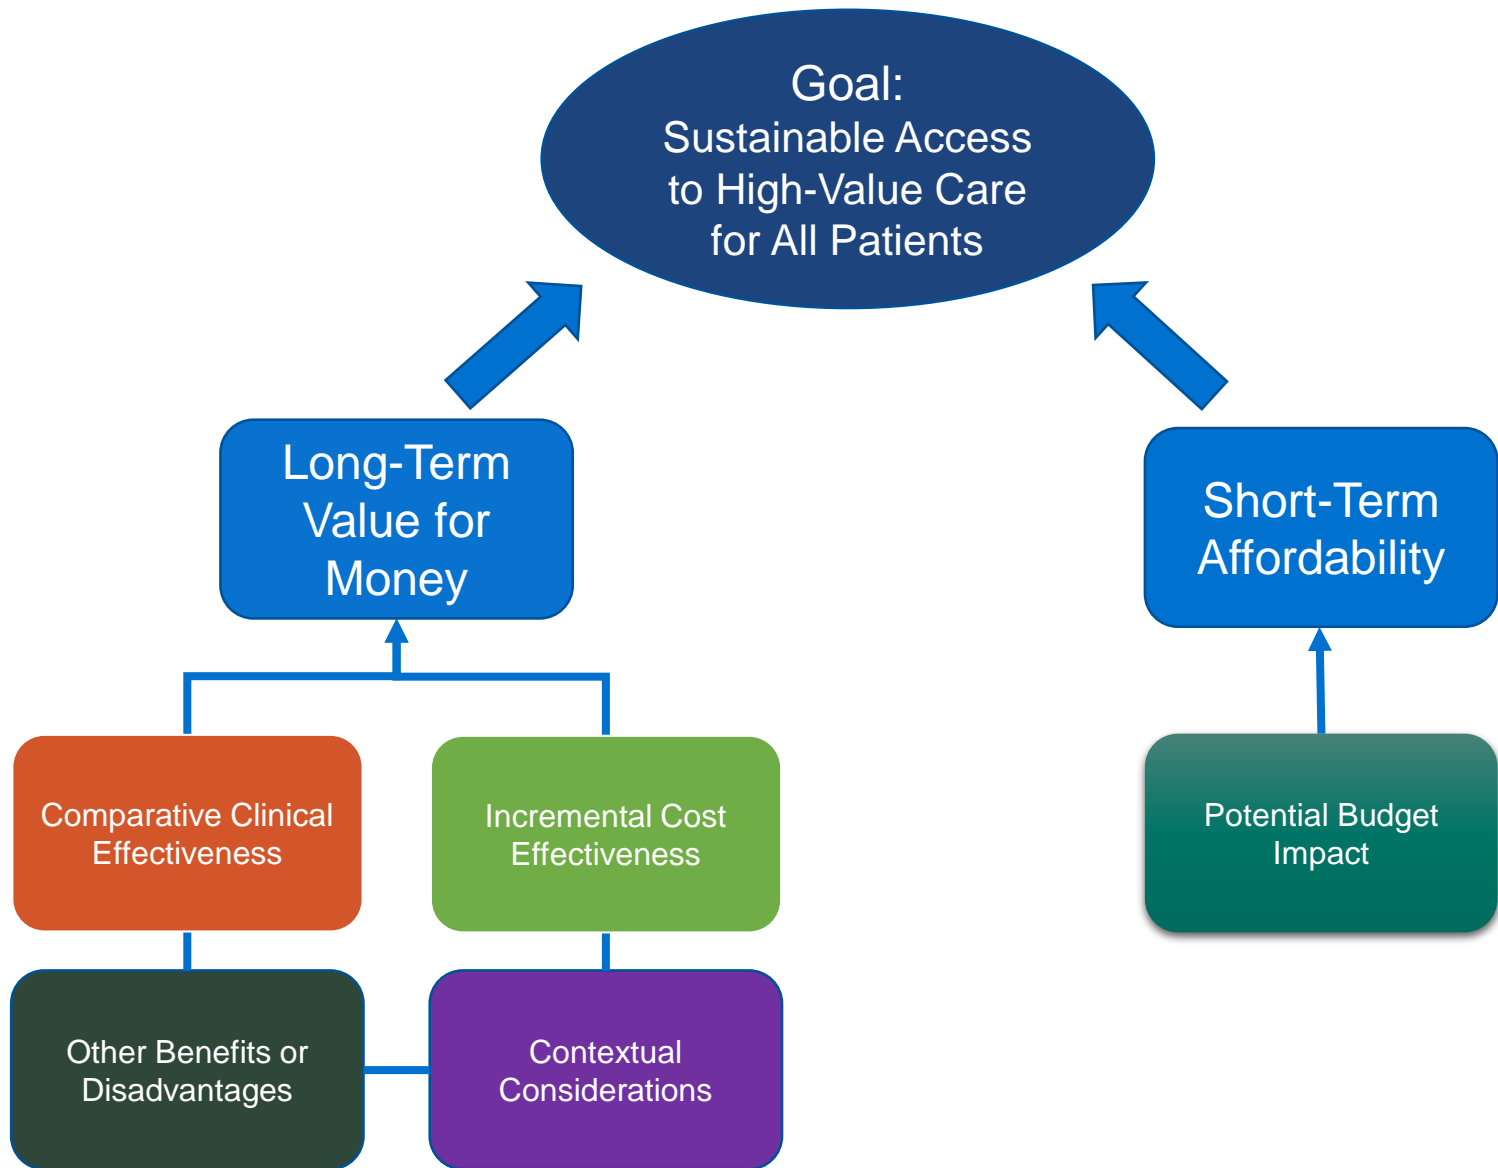 Goal:
Sustainable Access
to High-Value Care
for All Patients
Long-Term
Value for
Money
Short-Term
Affordability
Comparative Clinical
Effectiveness
Incremental Cost
Effectiveness
Potential Budget
Impact
Other Benefits or
Disadvantages
Contextual
Considerations